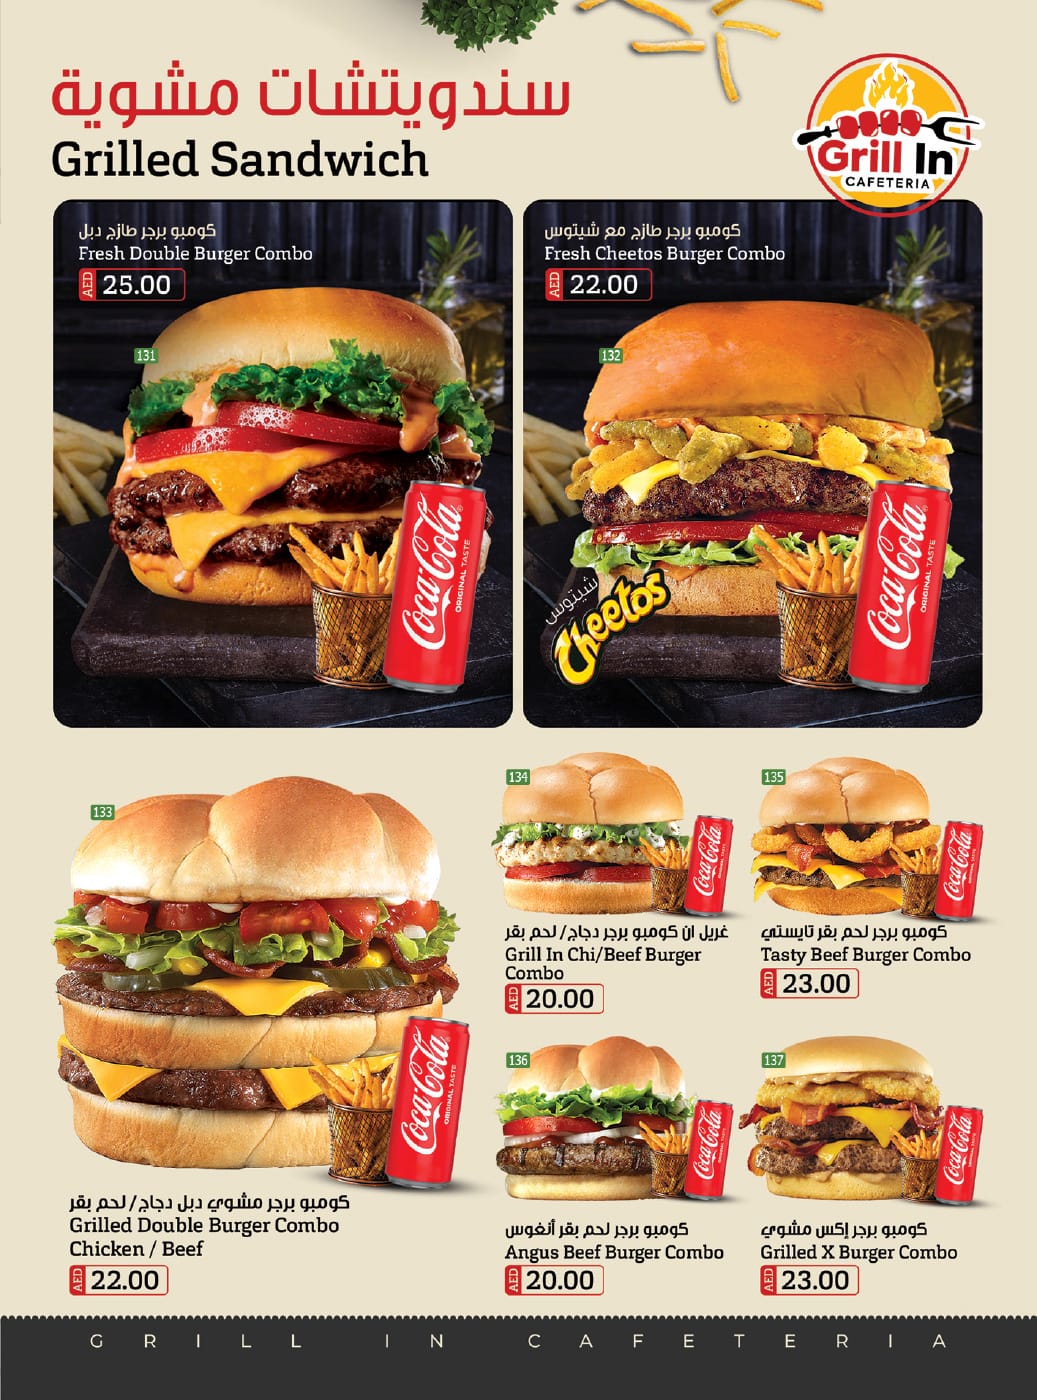 سندويتشات مشوية
Grilled Sandwich
Grill In
CAFETERIA
كومبو برجر طازج دبل
Fresh Double Burger Combo
AED 25.00
131
Coca-Cola
ORIGINAL TASTE
كومبو برجر طازج مع شيتوس
Fresh Cheetos Burger Combo
AED 22.00
132
شيتوس
Cheetos
Coca-Cola
ORIGINAL TASTE
133
Coca-Cola
ORIGINAL TASTE
كومبو برجر مشوي دبل دجاج/ لحم بقر
Grilled Double Burger Combo
Chicken / Beef
AED 22.00
134
Coca-Cola
غريل ان كومبو برجر دجاج/ لحم بقر
Grill In Chi/Beef Burger
Combo
AED 20.00
135
Coca-Cola
كومبو برجر لحم بقر تايستي
Tasty Beef Burger Combo
AED 23.00
136
Coca-Cola
كومبو برجر لحم بقر أنغوس
Angus Beef Burger Combo
AED 20.00
137
Coca-Cola
كومبو برجر إكس مشوي
Grilled X Burger Combo
AED 23.00
GRILL IN CAFETERIA